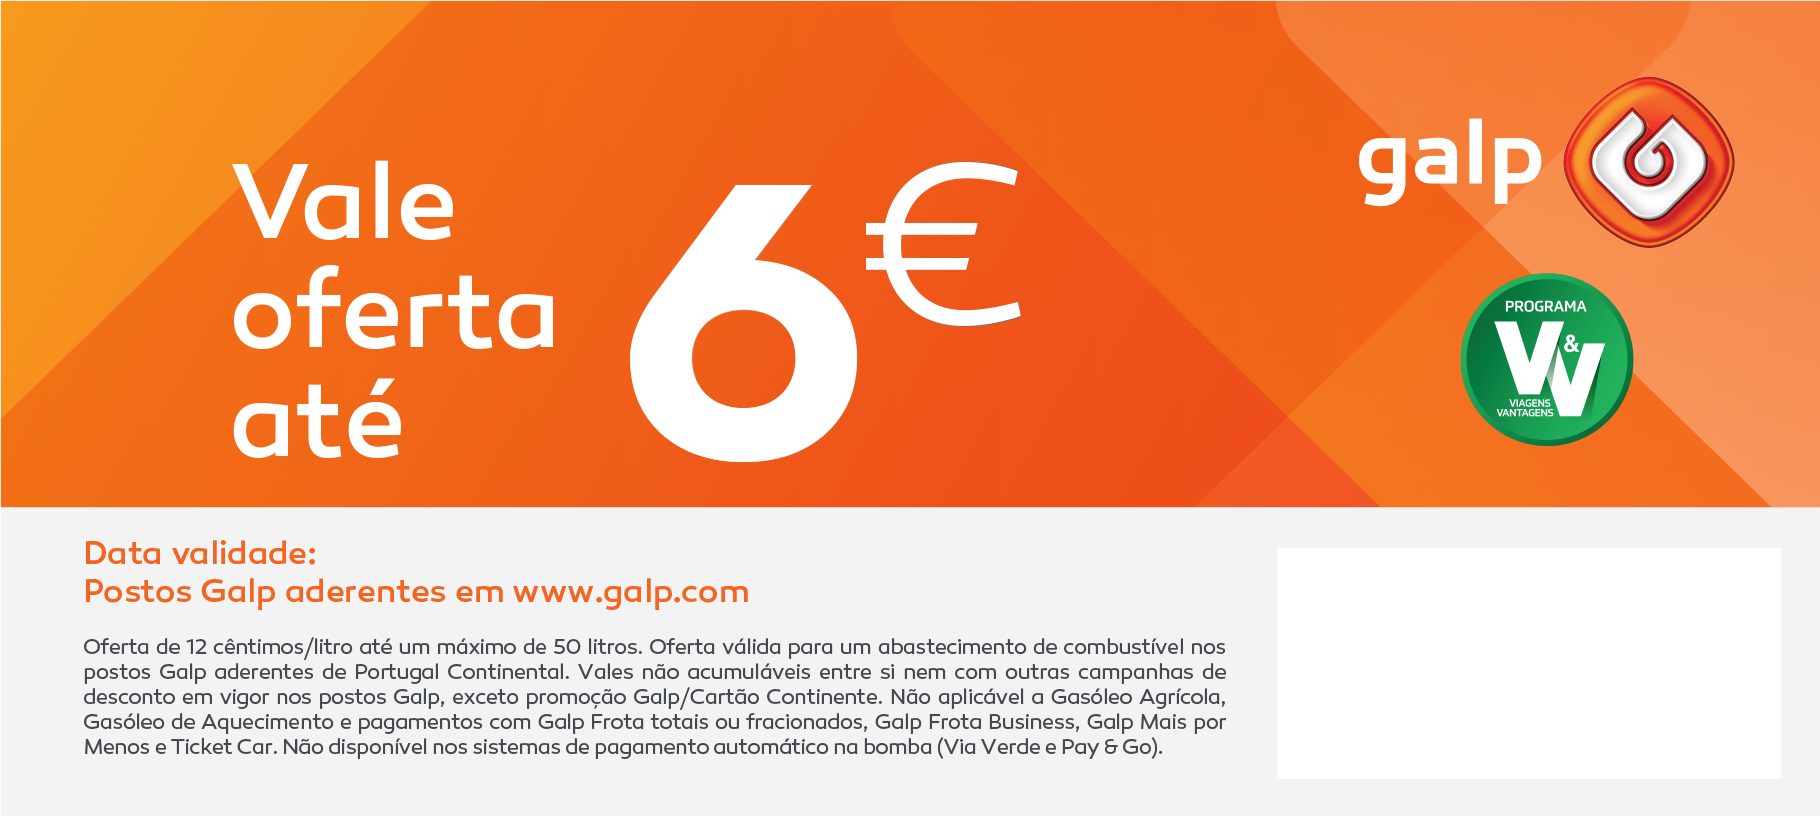 Vale
oferta
até
6€
galp
PROGRAMA
V&V
VIAGENS
VANTAGENS
Data validade:
Postos Galp aderentes em www.galp.com
Oferta de 12 cêntimos/litro até um máximo de 50 litros. Oferta válida para um abastecimento de combustível nos
postos Galp aderentes de Portugal Continental. Vales não acumuláveis entre si nem com outras campanhas de
desconto em vigor nos postos Galp, exceto promoção Galp/Cartão Continente. Não aplicável a Gasóleo Agrícola,
Gasóleo de Aquecimento e pagamentos com Galp Frota totais ou fracionados, Galp Frota Business, Galp Mais por
Menos e Ticket Car. Não disponível nos sistemas de pagamento automático na bomba (Via Verde e Pay & Go).